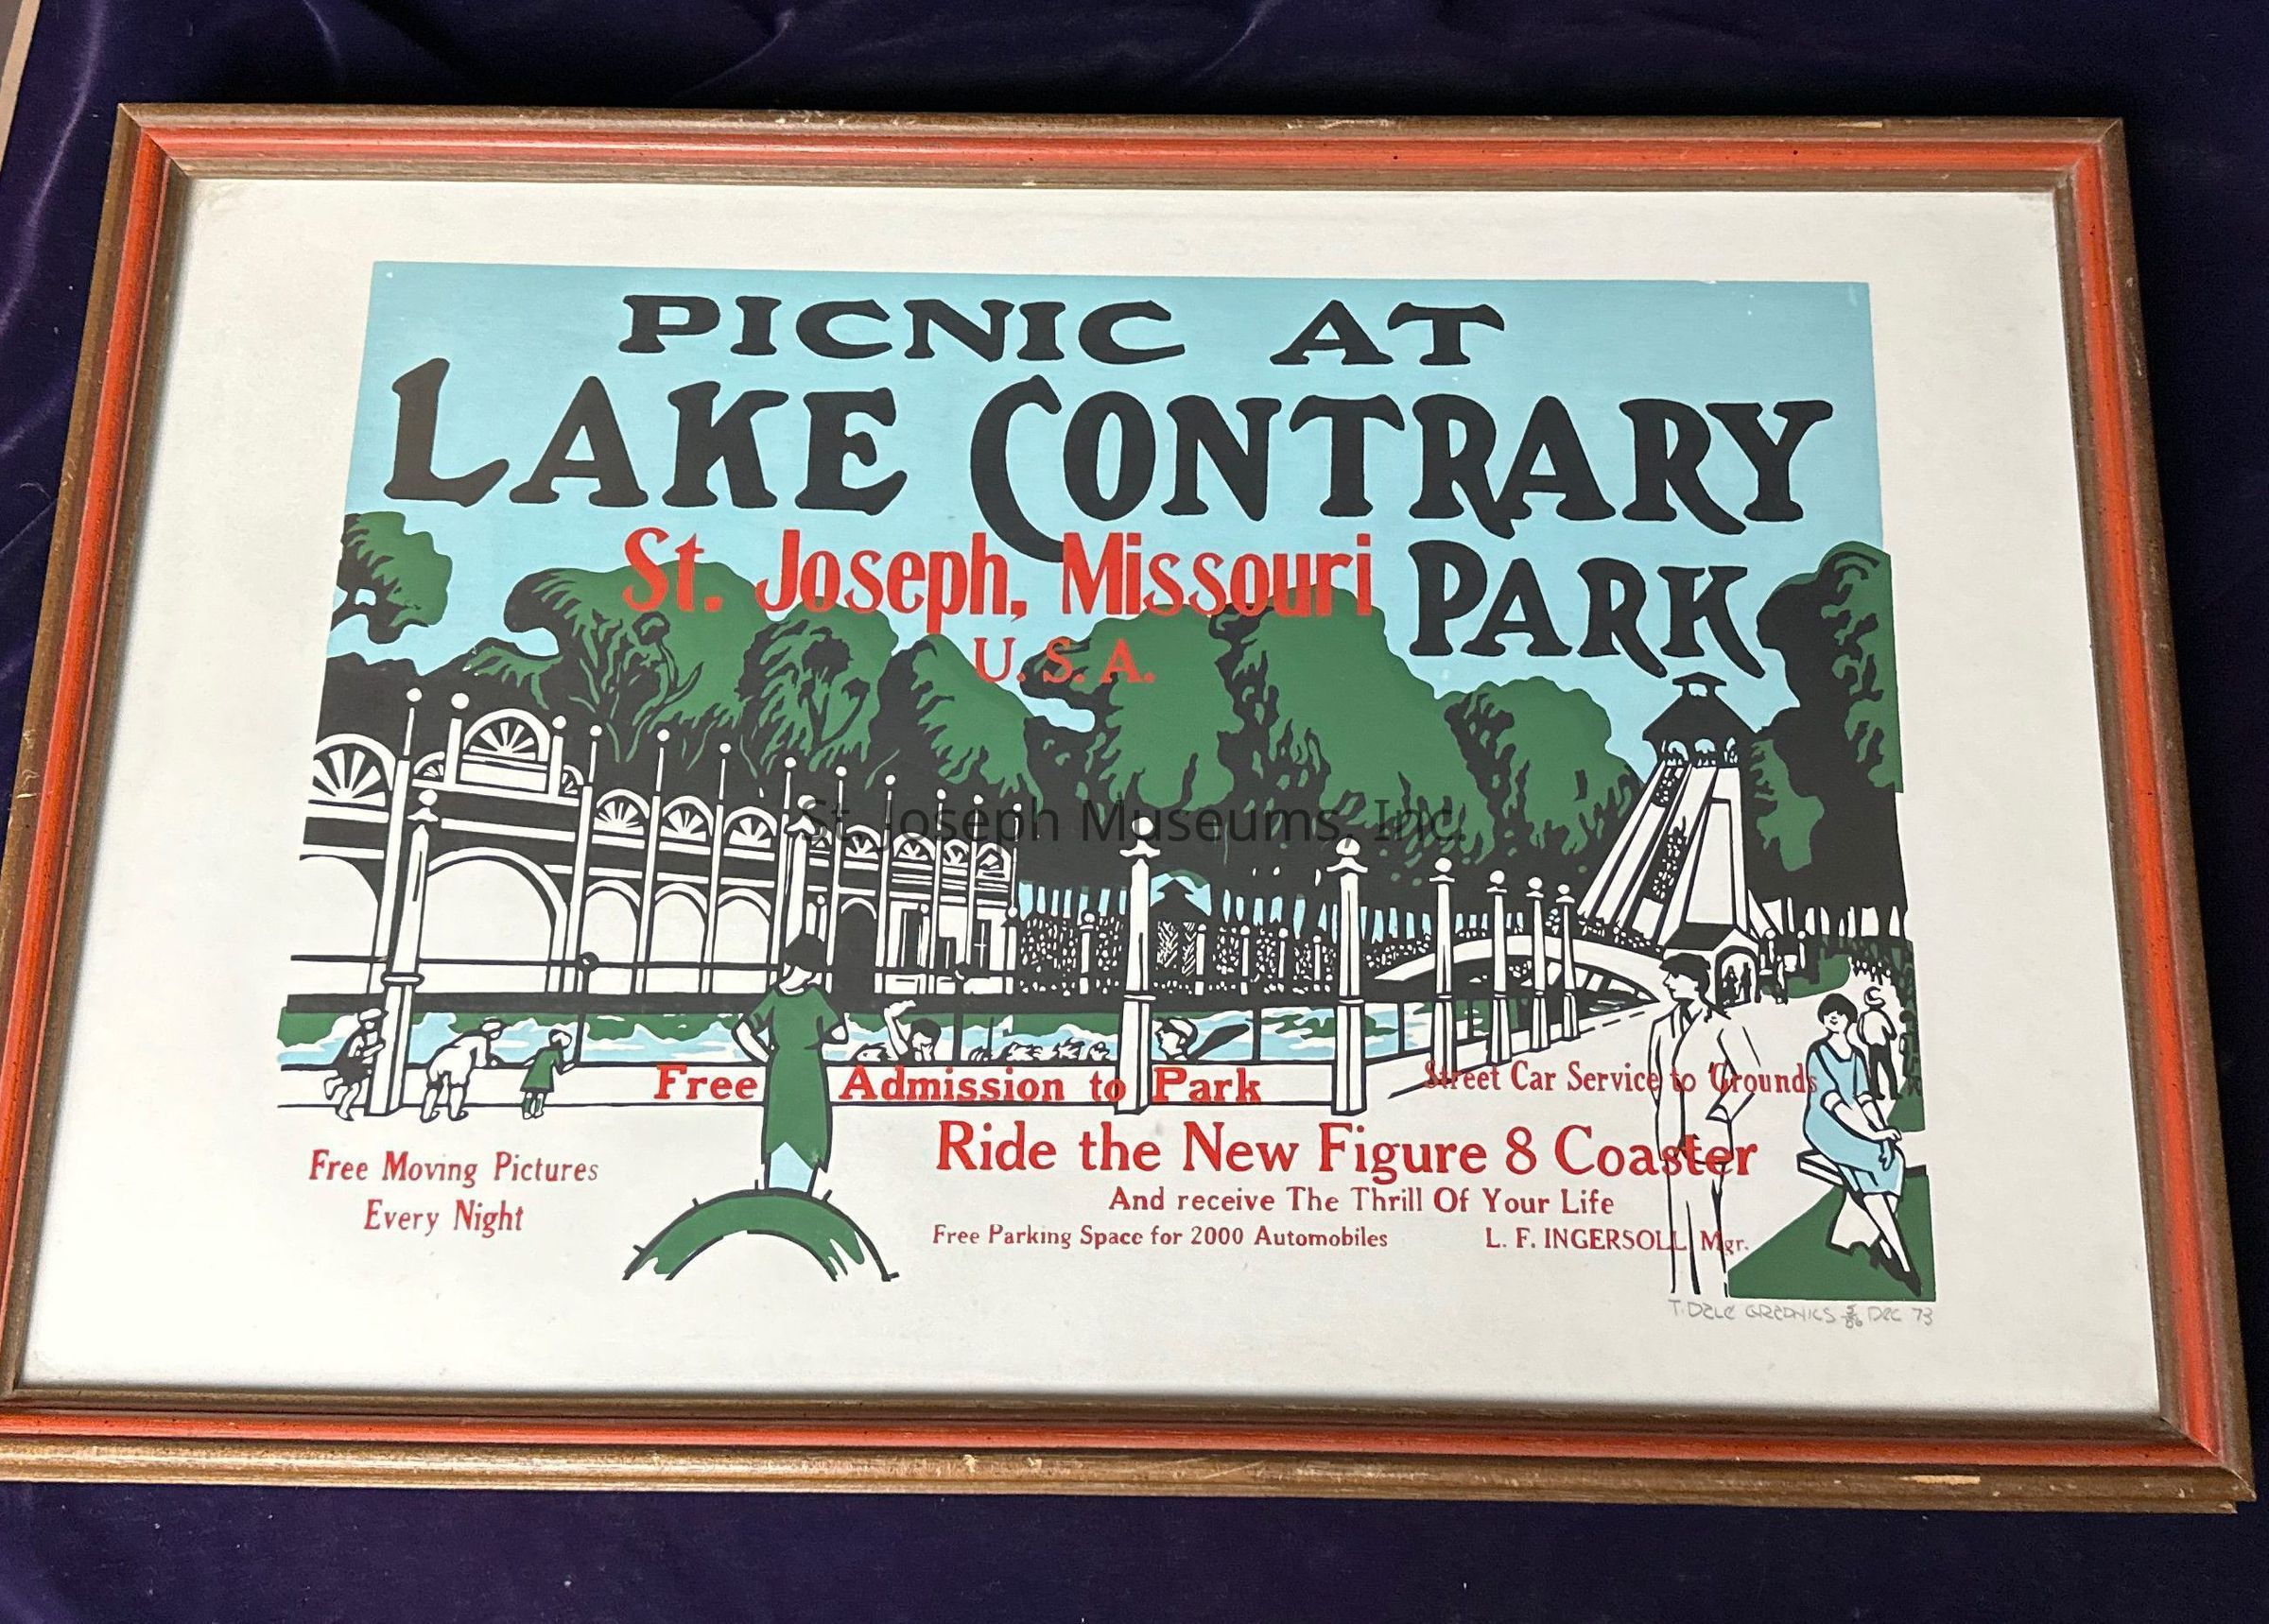 PICNIC AT
LAKE CONTRARY
St. Joseph, Missouri PARK
U.S.A.
St. Joseph Museums, Inc.
Free Admission to Park
Street Car Service to Grounds
Ride the New Figure 8 Coaster
Free Moving Pictures
Every Night
And receive The Thrill Of Your Life
Free Parking Space for 2000 Automobiles
L. F. INGERSOLL Mgr.
T. DALE Dec 73